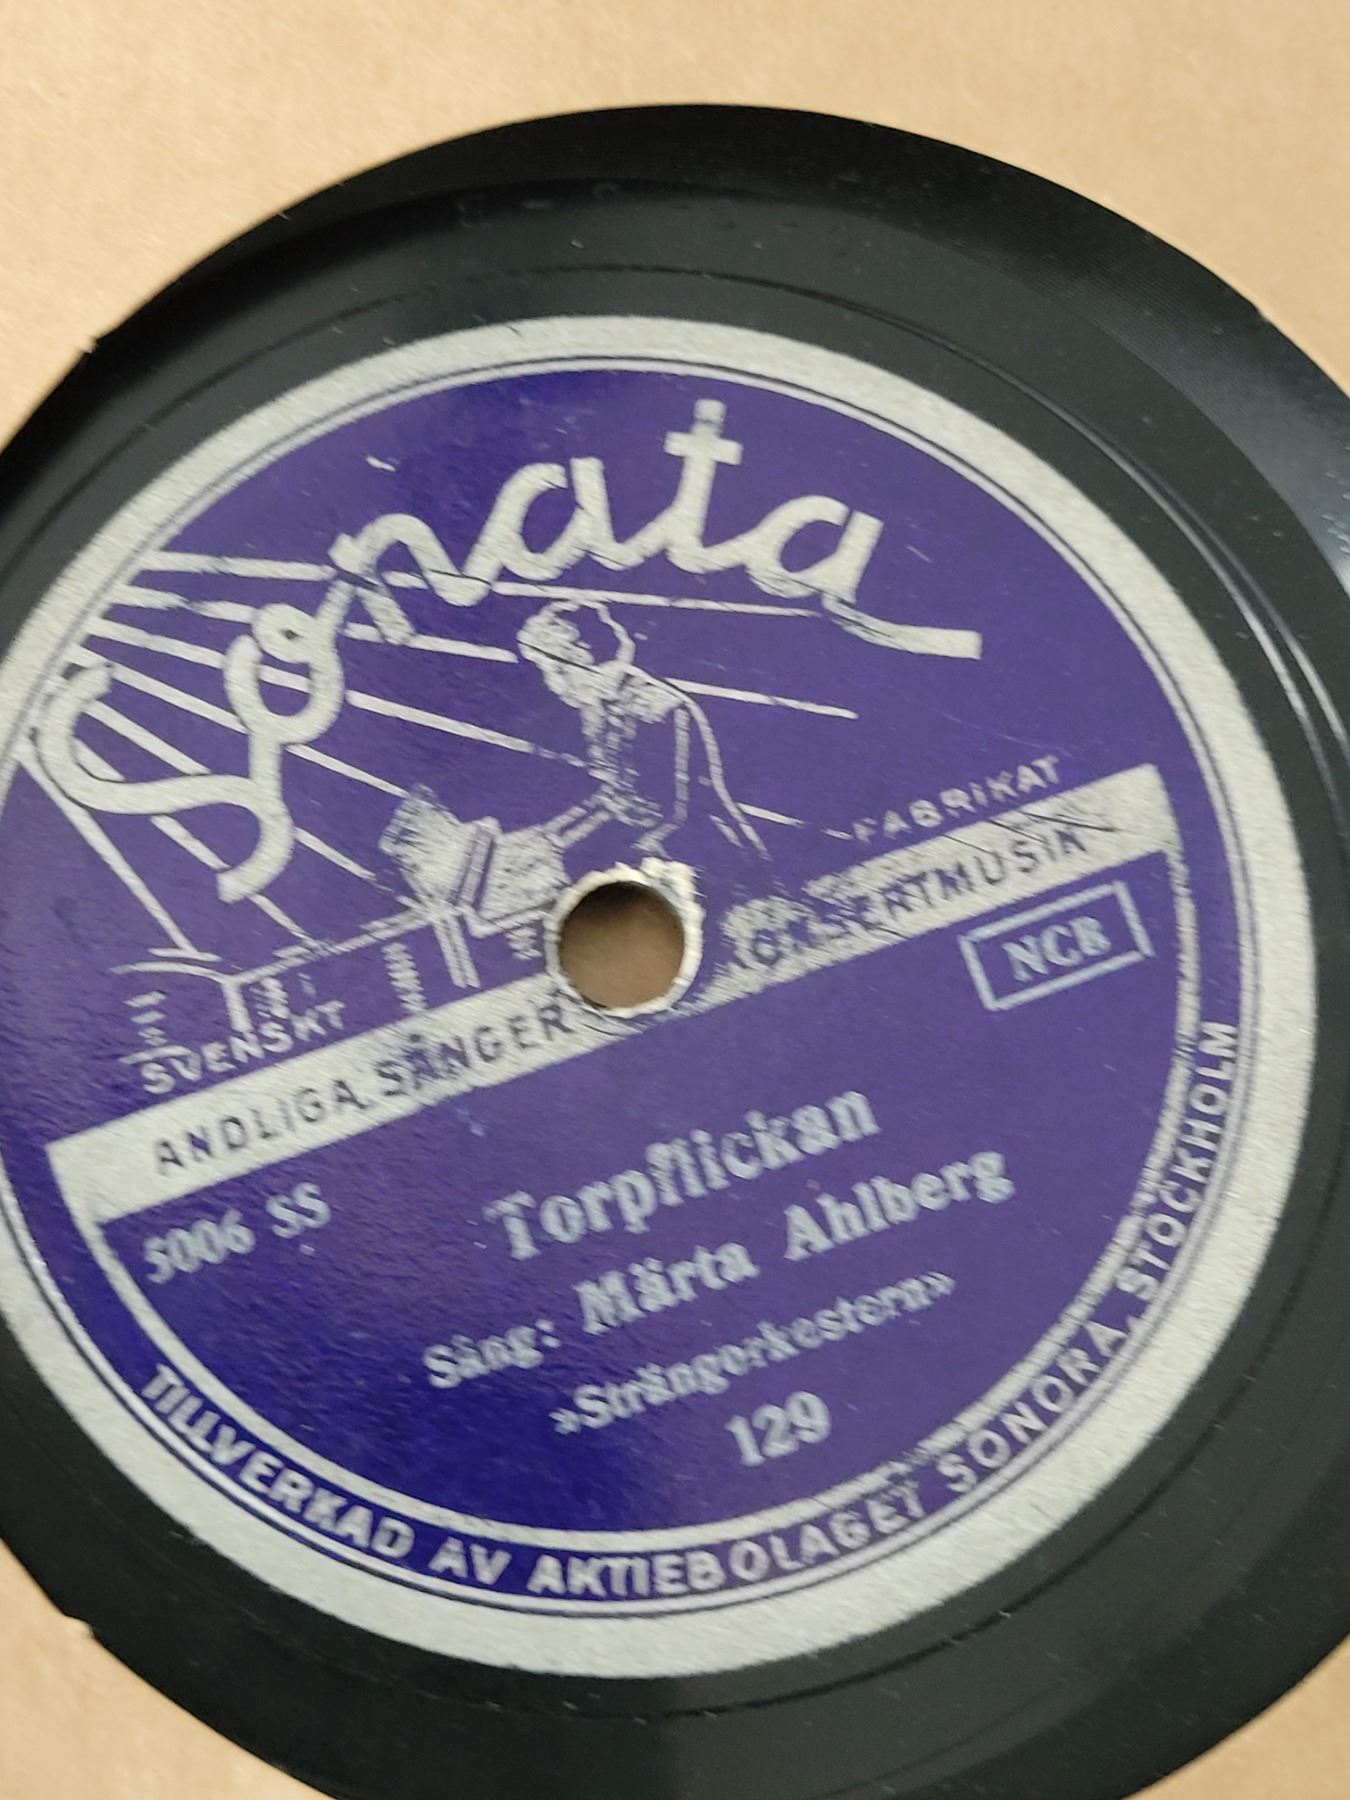 Sonata
SVENSKT FABRIKAT
ANDLIGA SÅNGER KONSERTMUSIK
NCB
5006 SS
Torpflickan
Sång: Märta Ahlberg
»Strängorkestern»
129
TILLVERKAD AV AKTIEBOLAGET SONORA, STOCKHOLM